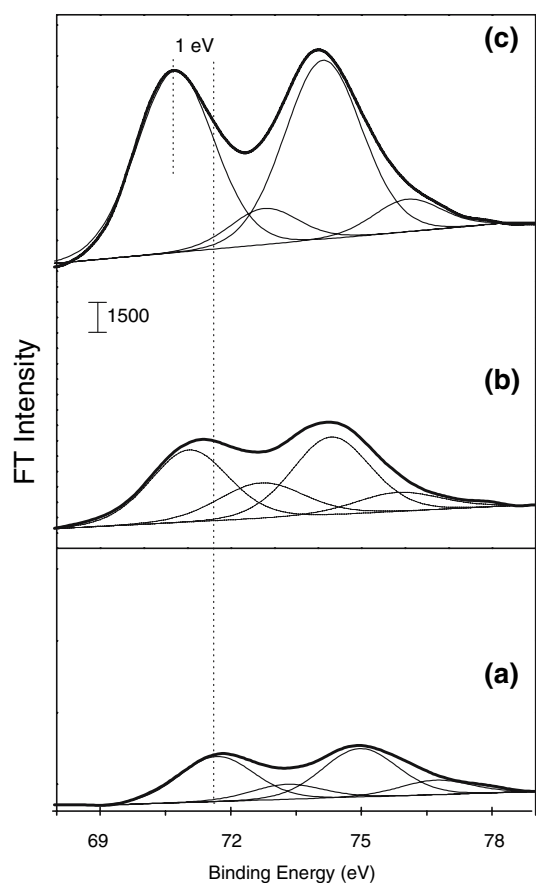 1 eV
(c)
1500
(b)
FT Intensity
(a)
69 72 75 78
Binding Energy (eV)